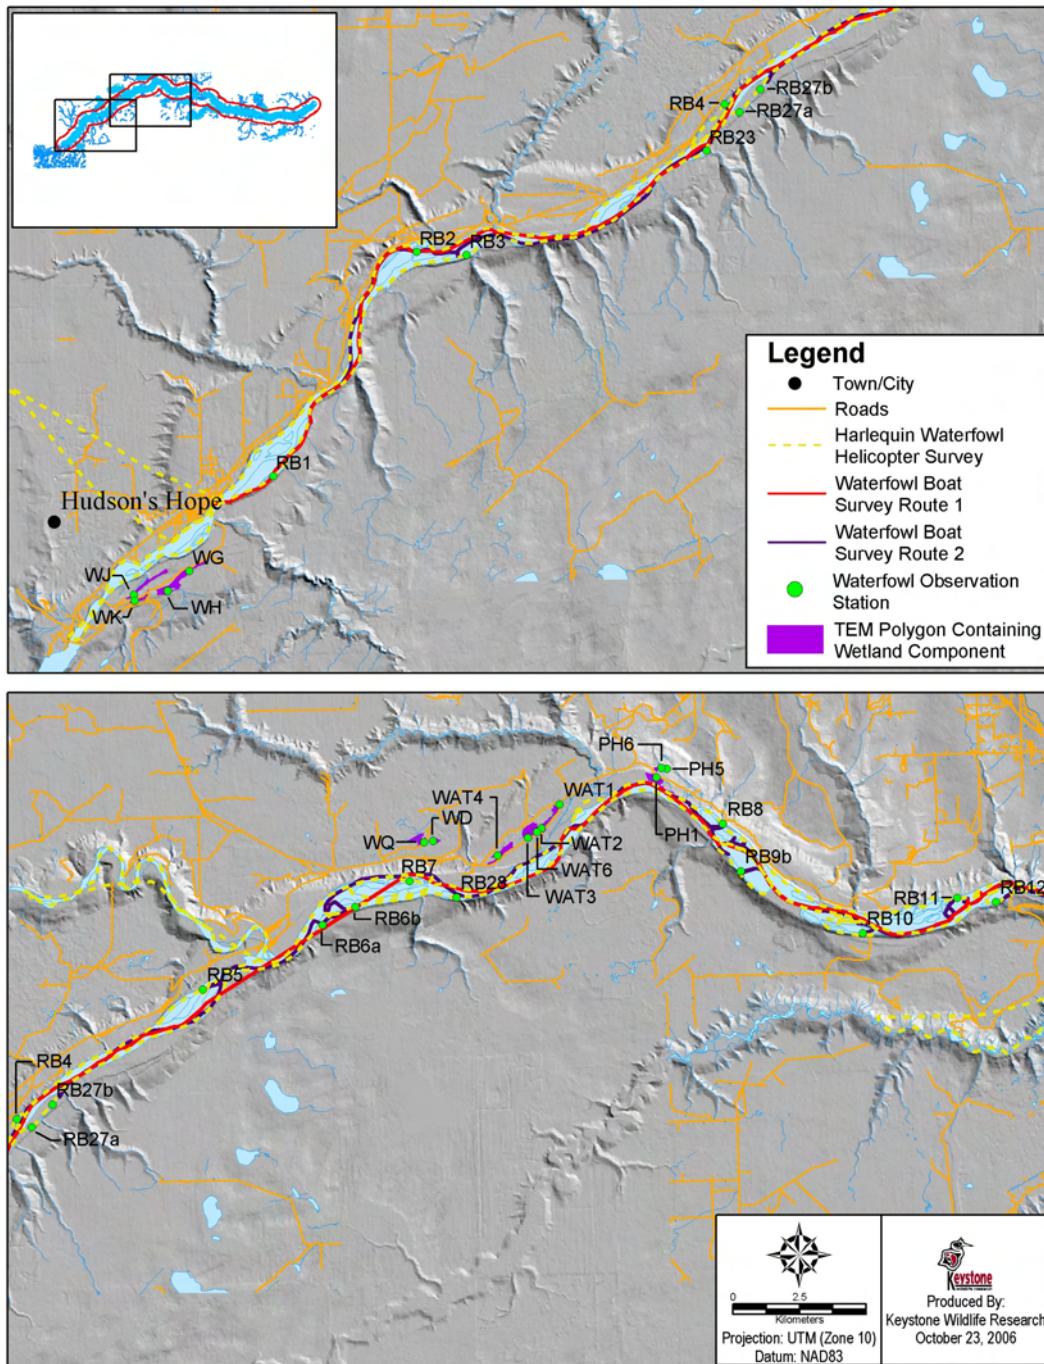 RB4
RB27b
RB27a
RB23
RB2
RB3
RB1
Hudson's Hope
WJ
WG
WK
WH
Legend
Town/City
Roads
Harlequin Waterfowl
Helicopter Survey
Waterfowl Boat
Survey Route 1
Waterfowl Boat
Survey Route 2
Waterfowl Observation
Station
TEM Polygon Containing
Wetland Component
PH6
PH5
WAT4
WAT1
WD
WQ
WAT2
PH1
RB8
WAT6
RB7
RB28
WAT3
RB9b
RB6b
RB11
RB12
RB6a
RB10
RB5
RB4
RB27b
RB27a
0 2.5
Kilometers
Projection: UTM (Zone 10)
Datum: NAD83
Keystone
Produced By:
Keystone Wildlife Research
October 23, 2006